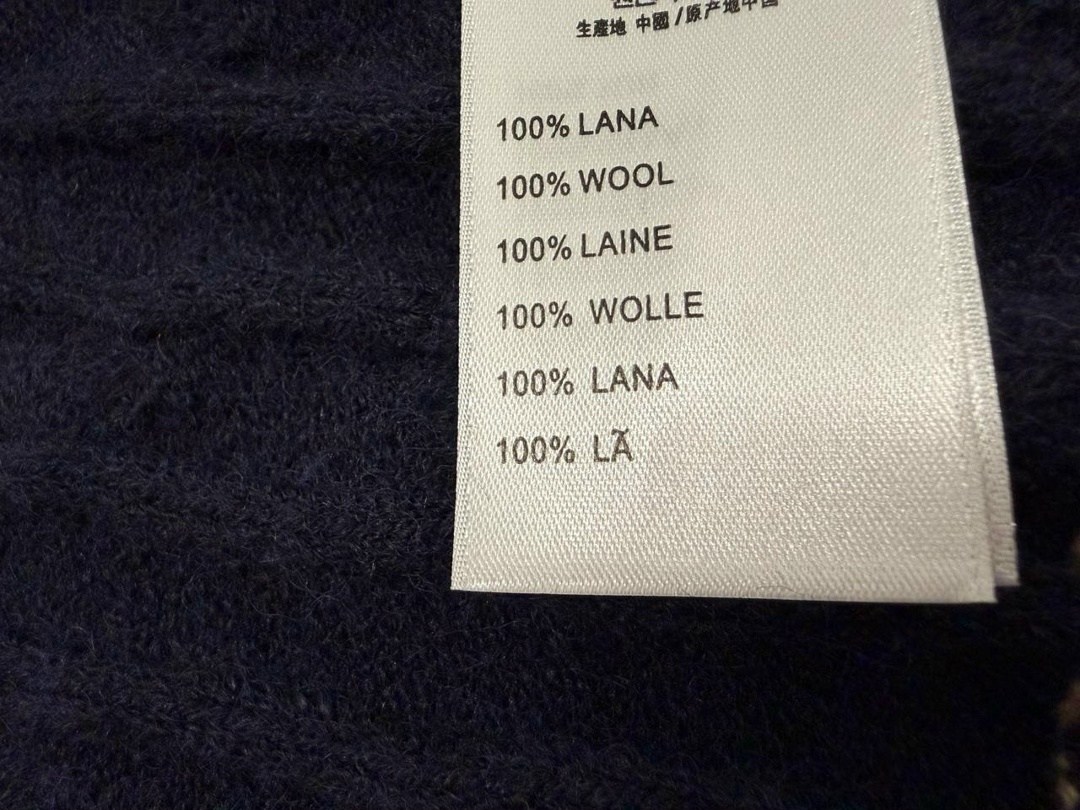 生產地 中國 / 原产地中国
100% LANA
100% WOOL
100% LAINE
100% WOLLE
100% LANA
100% LÃ